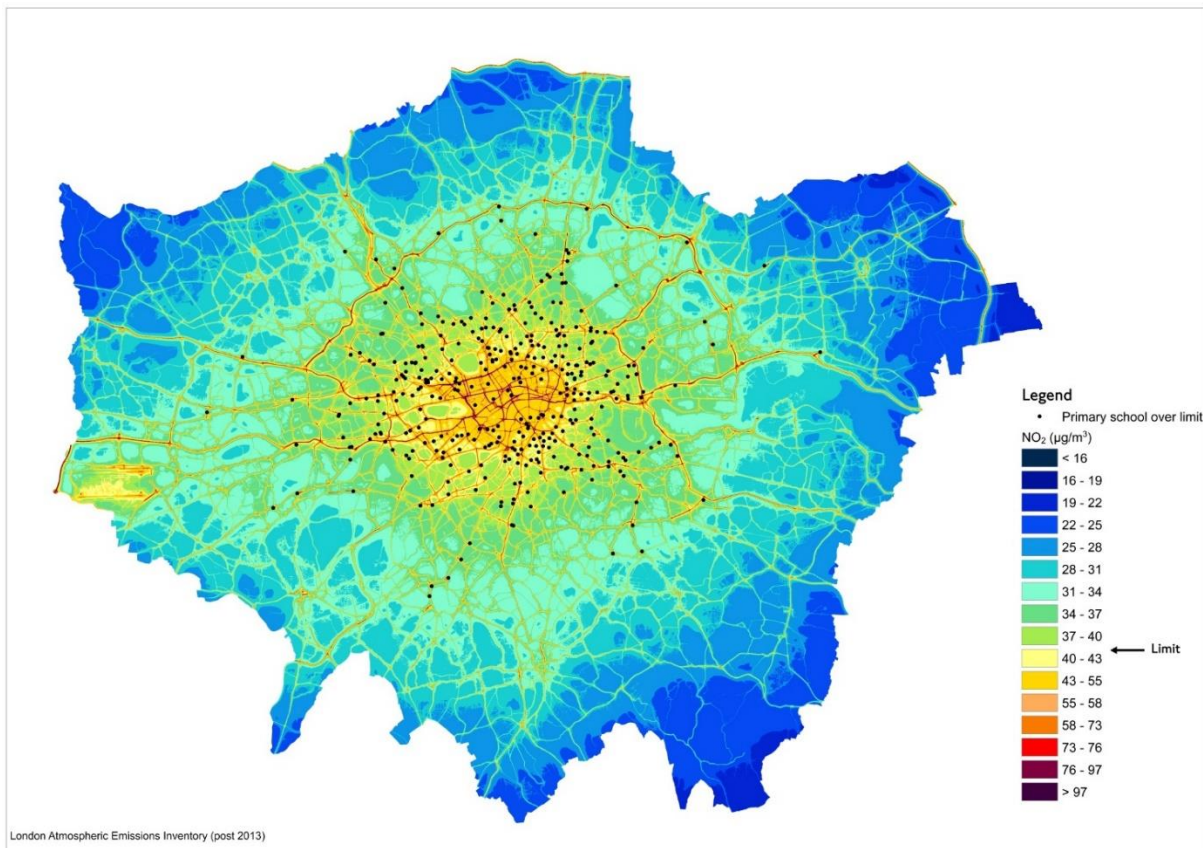 Legend
Primary school over limit
NO₂ (µg/m³)
< 16
16 - 19
19 - 22
22 - 25
25 - 28
28 - 31
31 - 34
34 - 37
37 - 40
Limit
40 - 43
43 - 55
55 - 58
58 - 73
73 - 76
76 - 97
> 97
London Atmospheric Emissions Inventory (post 2013)